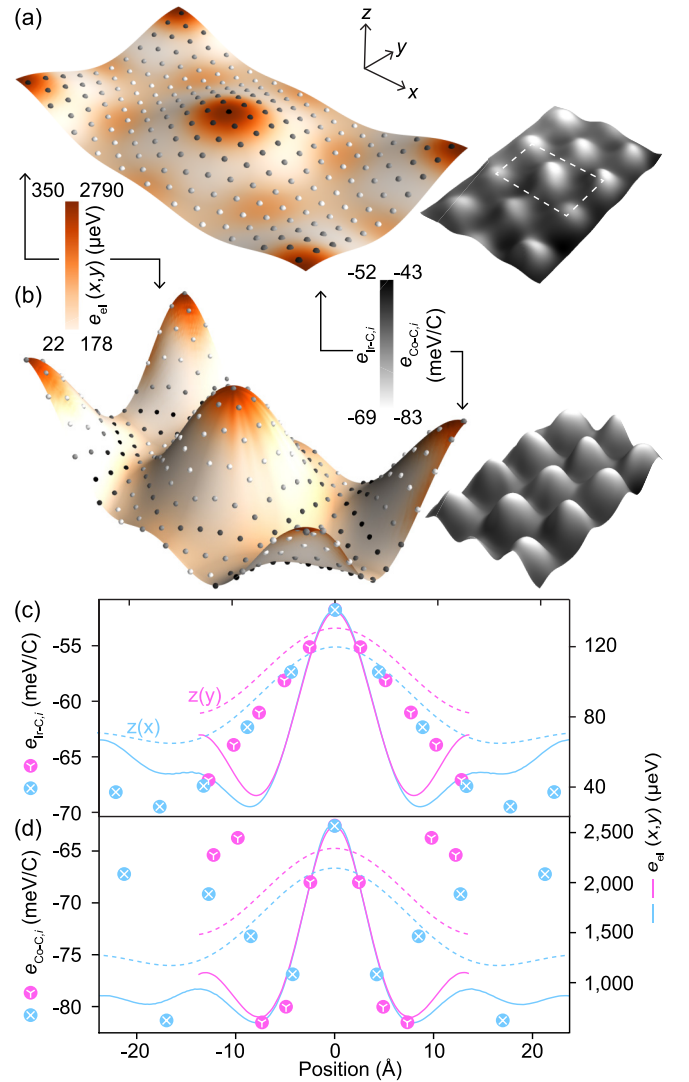 (a)
z
y
x
350 2790
e_el (x,y) (µeV)
22 178
-52 -43
e_Ir-C,i
e_Co-C,i
(meV/C)
-69 -83
(b)
(c)
e_Ir-C,i (meV/C)
-55
-60
-65
-70
z(y)
z(x)
120
80
40
(d)
e_Co-C,i (meV/C)
-65
-70
-75
-80
2,500
2,000
1,500
1,000
e_el (x,y) (µeV)
-20 -10 0 10 20
Position (Å)